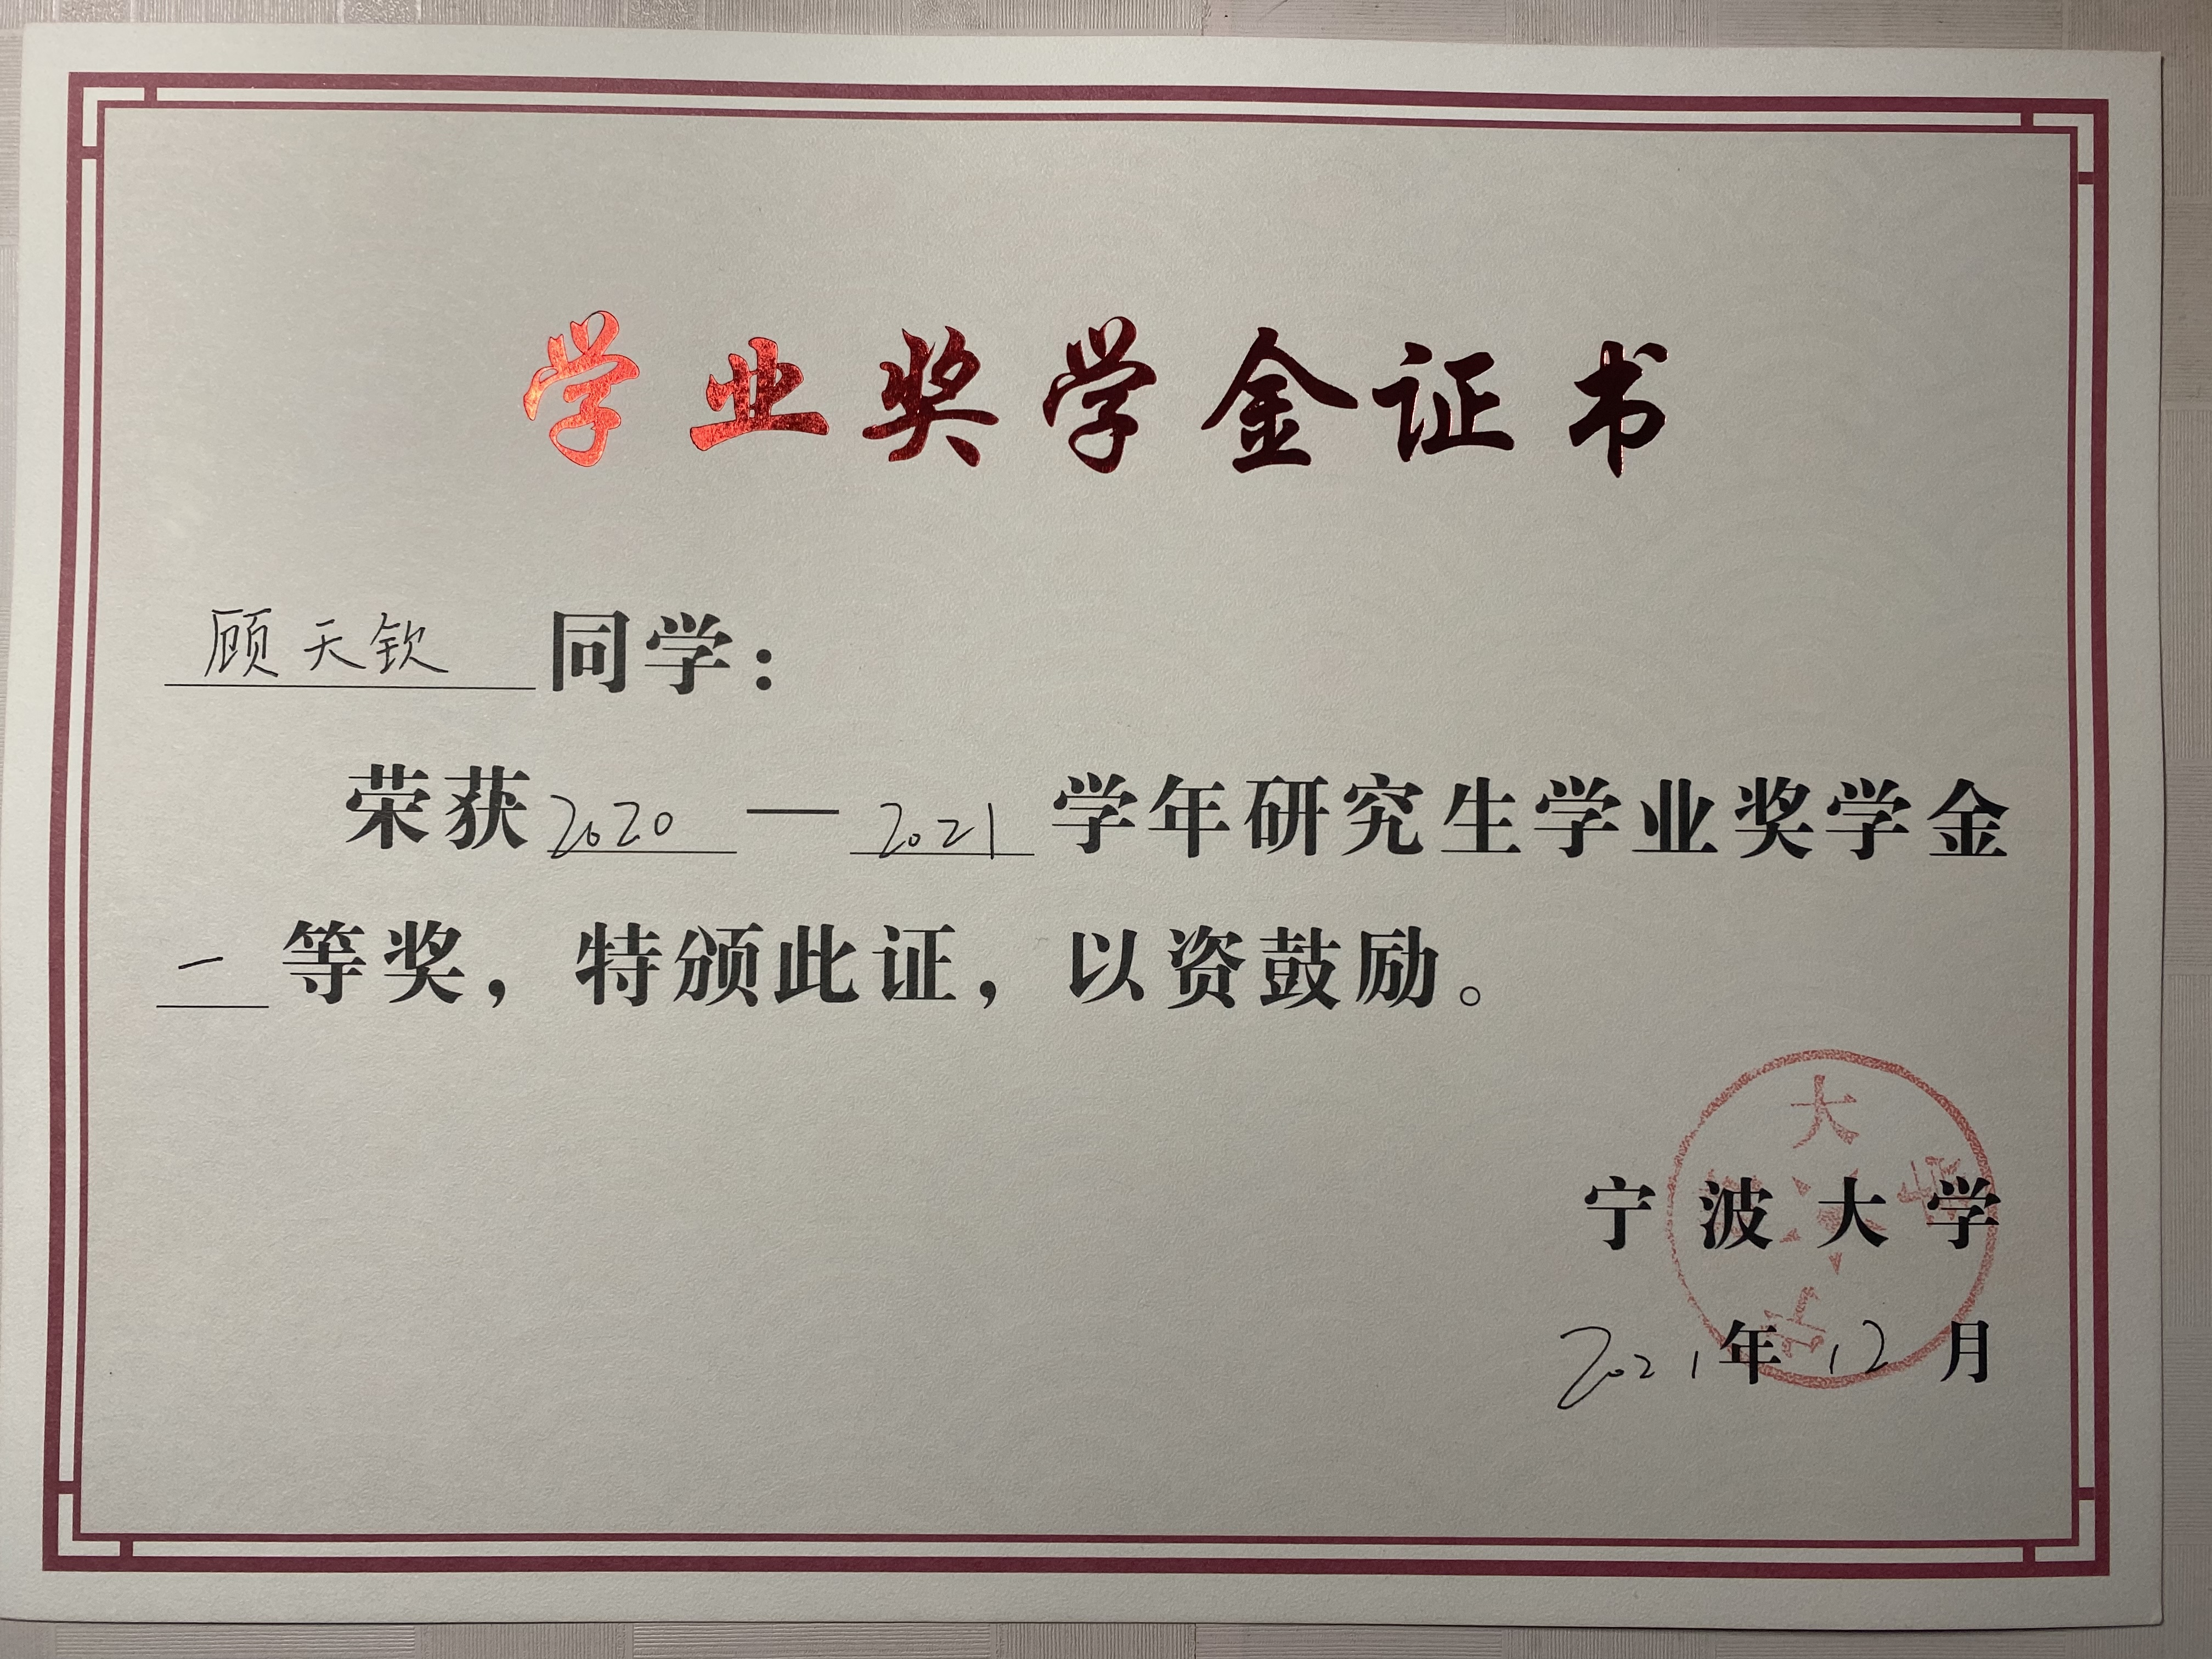 学业奖学金证书
顾天钦同学：
荣获2020—2021学年研究生学业奖学金
一等奖，特颁此证，以资鼓励。
宁波大学
2021年12月